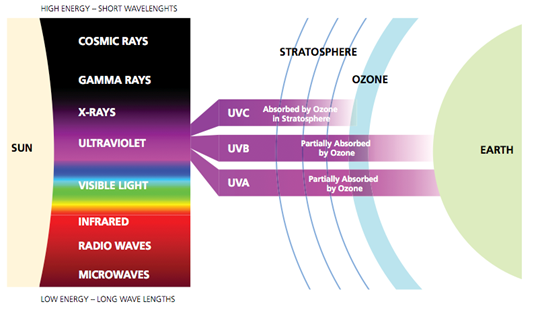 HIGH ENERGY – SHORT WAVELENGHTS
COSMIC RAYS
GAMMA RAYS
X-RAYS
ULTRAVIOLET
VISIBLE LIGHT
INFRARED
RADIO WAVES
MICROWAVES
SUN
STRATOSPHERE
OZONE
UVC
Absorbed by Ozone
in Stratosphere
UVB
Partially Absorbed
by Ozone
UVA
Partially Absorbed
by Ozone
EARTH
LOW ENERGY – LONG WAVE LENGTHS